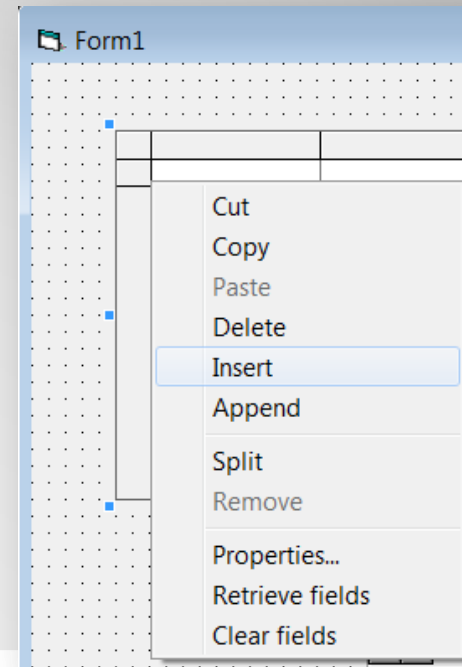 Form1
Cut
Copy
Paste
Delete
Insert
Append
Split
Remove
Properties...
Retrieve fields
Clear fields